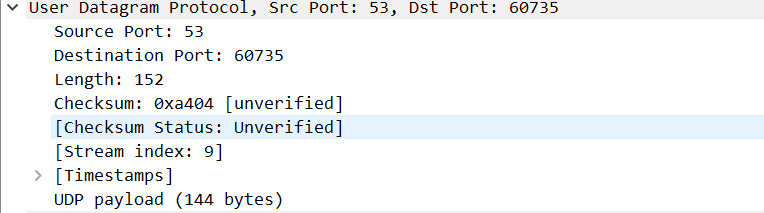 User Datagram Protocol, Src Port: 53, Dst Port: 60735
Source Port: 53
Destination Port: 60735
Length: 152
Checksum: 0xa404 [unverified]
[Checksum Status: Unverified]
[Stream index: 9]
[Timestamps]
UDP payload (144 bytes)